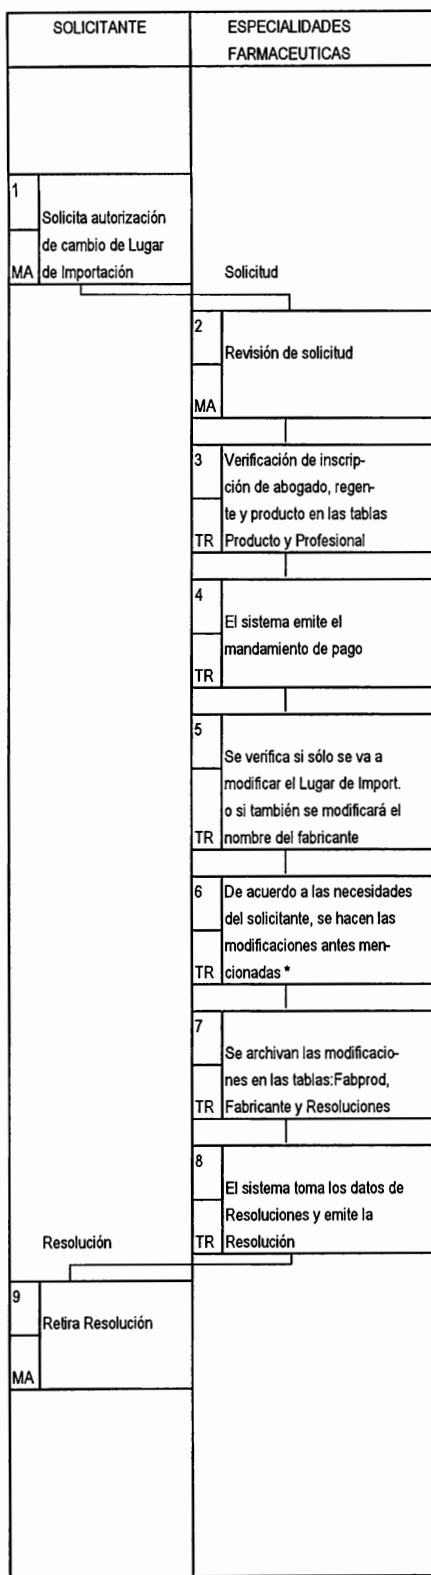 SOLICITANTE
ESPECIALIDADES
FARMACEUTICAS
1
Solicita autorización
de cambio de Lugar
MA de Importación
Solicitud
2
Revisión de solicitud
MA
3 Verificación de inscrip-
ción de abogado, regen-
te y producto en las tablas
TR Producto y Profesional
4
El sistema emite el
mandamiento de pago
TR
5
Se verifica si sólo se va a
modificar el Lugar de Import.
o si también se modificará el
TR nombre del fabricante
6 De acuerdo a las necesidades
del solicitante, se hacen las
modificaciones antes men-
TR cionadas *
7
Se archivan las modificacio-
nes en las tablas:Fabprod,
TR Fabricante y Resoluciones
8
El sistema toma los datos de
Resoluciones y emite la
TR Resolución
Resolución
9
Retira Resolución
MA